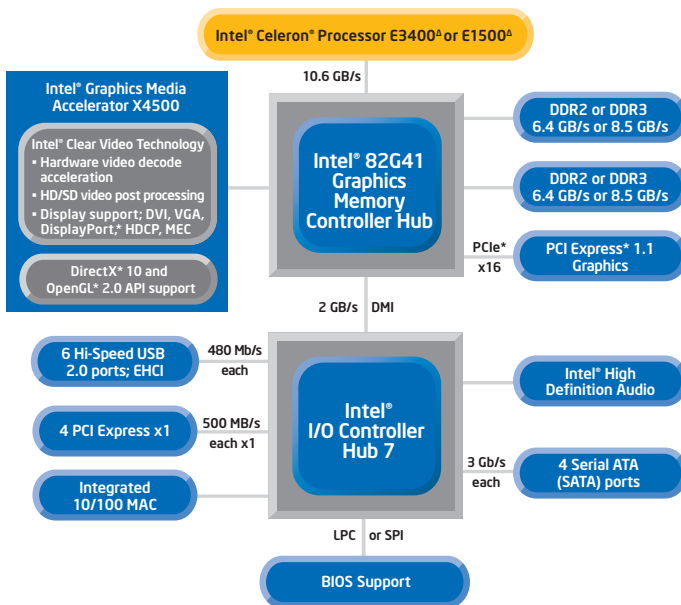 Intel® Celeron® Processor E3400Δ or E1500Δ
10.6 GB/s
Intel® Graphics Media
Accelerator X4500
Intel® Clear Video Technology
▪ Hardware video decode
acceleration
▪ HD/SD video post processing
▪ Display support; DVI, VGA,
DisplayPort,* HDCP, MEC
DirectX* 10 and
OpenGL* 2.0 API support
Intel® 82G41
Graphics
Memory
Controller Hub
DDR2 or DDR3
6.4 GB/s or 8.5 GB/s
DDR2 or DDR3
6.4 GB/s or 8.5 GB/s
PCIe*
x16
PCI Express* 1.1
Graphics
2 GB/s DMI
6 Hi-Speed USB
2.0 ports; EHCI
480 Mb/s
each
4 PCI Express x1
500 MB/s
each x1
Integrated
10/100 MAC
Intel®
I/O Controller
Hub 7
Intel® High
Definition Audio
3 Gb/s
each
4 Serial ATA
(SATA) ports
LPC or SPI
BIOS Support